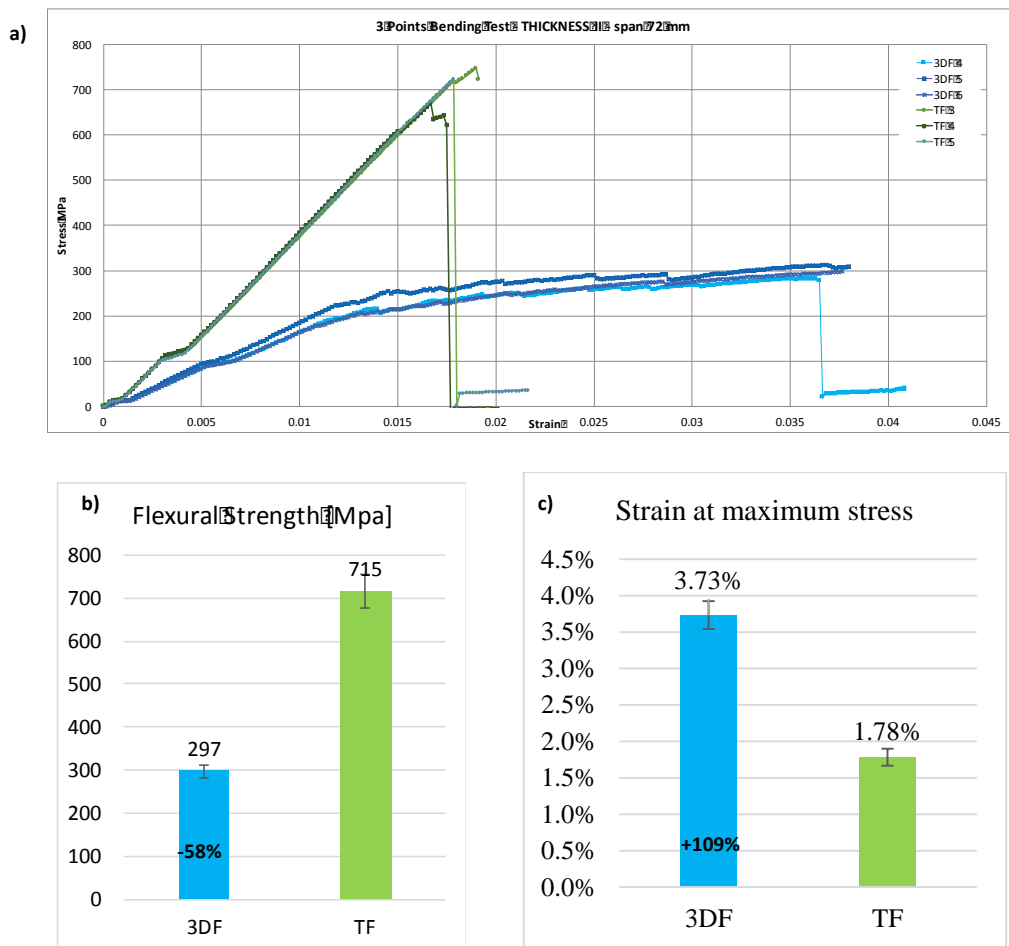 a)
3 Points Bending Test - THICKNESS II - span 72 mm
800
700
600
500
400
300
200
100
0
Stress MPa
0 0.005 0.01 0.015 0.02 0.025 0.03 0.035 0.04 0.045
Strain
3DF 4
3DF 5
3DF 6
TF 3
TF 4
TF 5
b)
Flexural Strength [Mpa]
800
700
600
500
400
300
200
100
0
715
297
-58%
3DF TF
c)
Strain at maximum stress
4.5%
4.0%
3.5%
3.0%
2.5%
2.0%
1.5%
1.0%
0.5%
0.0%
3.73%
1.78%
+109%
3DF TF